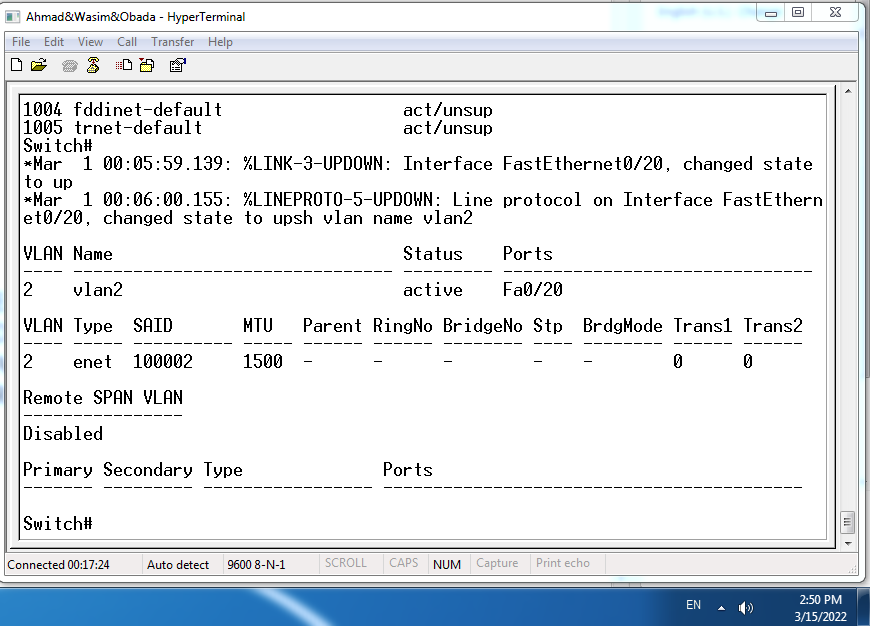 Ahmad&Wasim&Obada - HyperTerminal
File Edit View Call Transfer Help
1004 fddinet-default                  act/unsup
1005 trnet-default                    act/unsup
Switch#
*Mar  1 00:05:59.139: %LINK-3-UPDOWN: Interface FastEthernet0/20, changed state
to up
*Mar  1 00:06:00.155: %LINEPROTO-5-UPDOWN: Line protocol on Interface FastEthern
et0/20, changed state to upsh vlan name vlan2
VLAN Name                             Status    Ports
---- -------------------------------- --------- -------------------------------
2    vlan2                            active    Fa0/20
VLAN Type  SAID       MTU   Parent RingNo BridgeNo Stp  BrdgMode Trans1 Trans2
---- ----- ---------- ----- ------ ------ -------- ---- -------- ------ ------
2    enet  100002     1500  -      -      -        -    -        0      0
Remote SPAN VLAN
----------------
Disabled
Primary Secondary Type              Ports
------- --------- ----------------- ------------------------------------------
Switch#
Connected 00:17:24 Auto detect 9600 8-N-1 SCROLL CAPS NUM Capture Print echo
EN 2:50 PM
3/15/2022